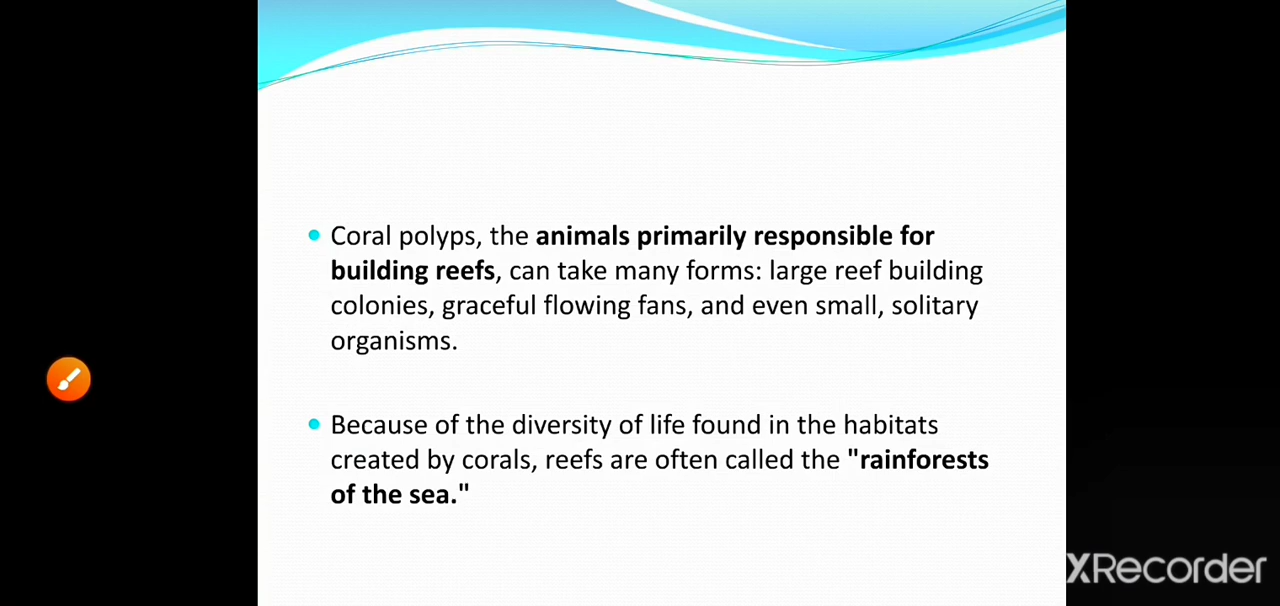 Coral polyps, the animals primarily responsible for
building reefs, can take many forms: large reef building
colonies, graceful flowing fans, and even small, solitary
organisms.
Because of the diversity of life found in the habitats
created by corals, reefs are often called the "rainforests
of the sea."
XRecorder